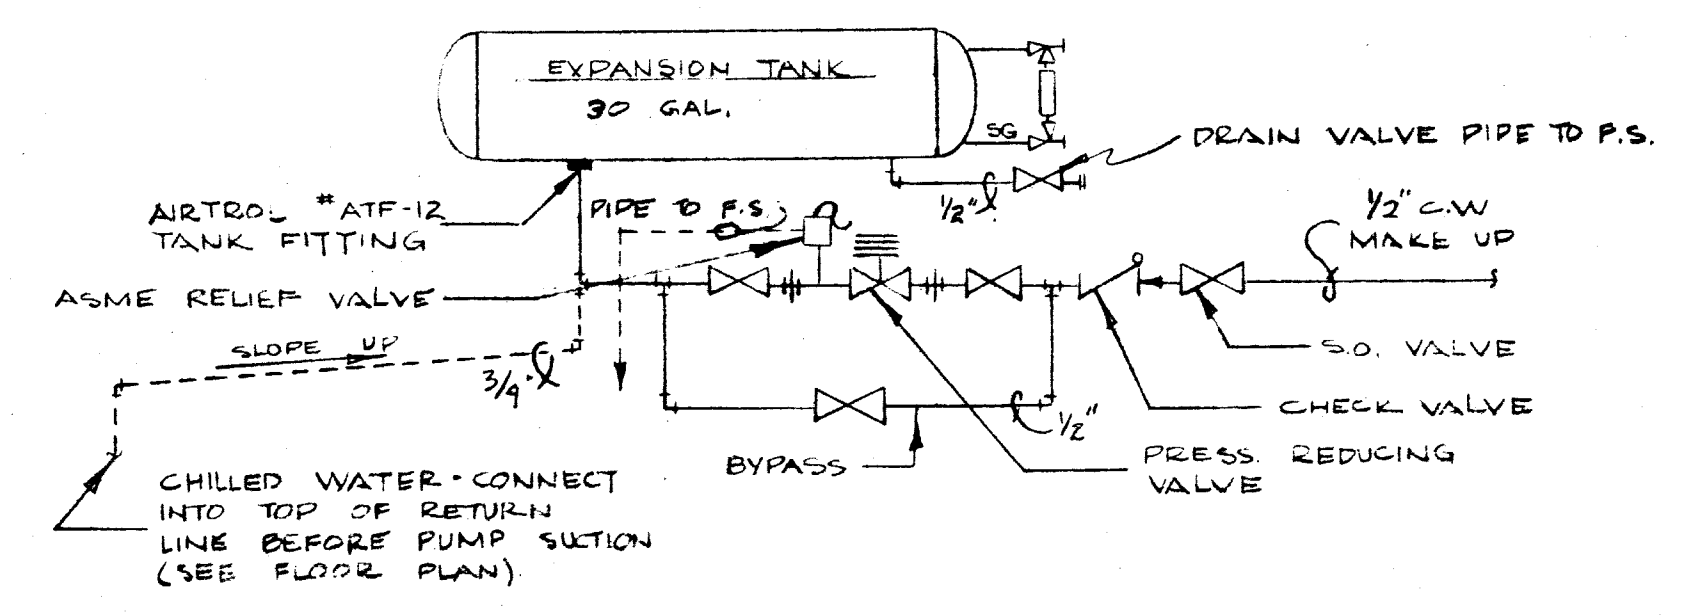 EXPANSION TANK
30 GAL.
SG
DRAIN VALVE PIPE TO F.S.
AIRTROL #ATF-12
TANK FITTING
PIPE TO F.S.
1/2"
1/2" C.W
MAKE UP
ASME RELIEF VALVE
SLOPE UP
3/4"
S.O. VALVE
CHECK VALVE
1/2"
BYPASS
PRESS. REDUCING
VALVE
CHILLED WATER - CONNECT
INTO TOP OF RETURN
LINE BEFORE PUMP SUCTION
(SEE FLOOR PLAN).